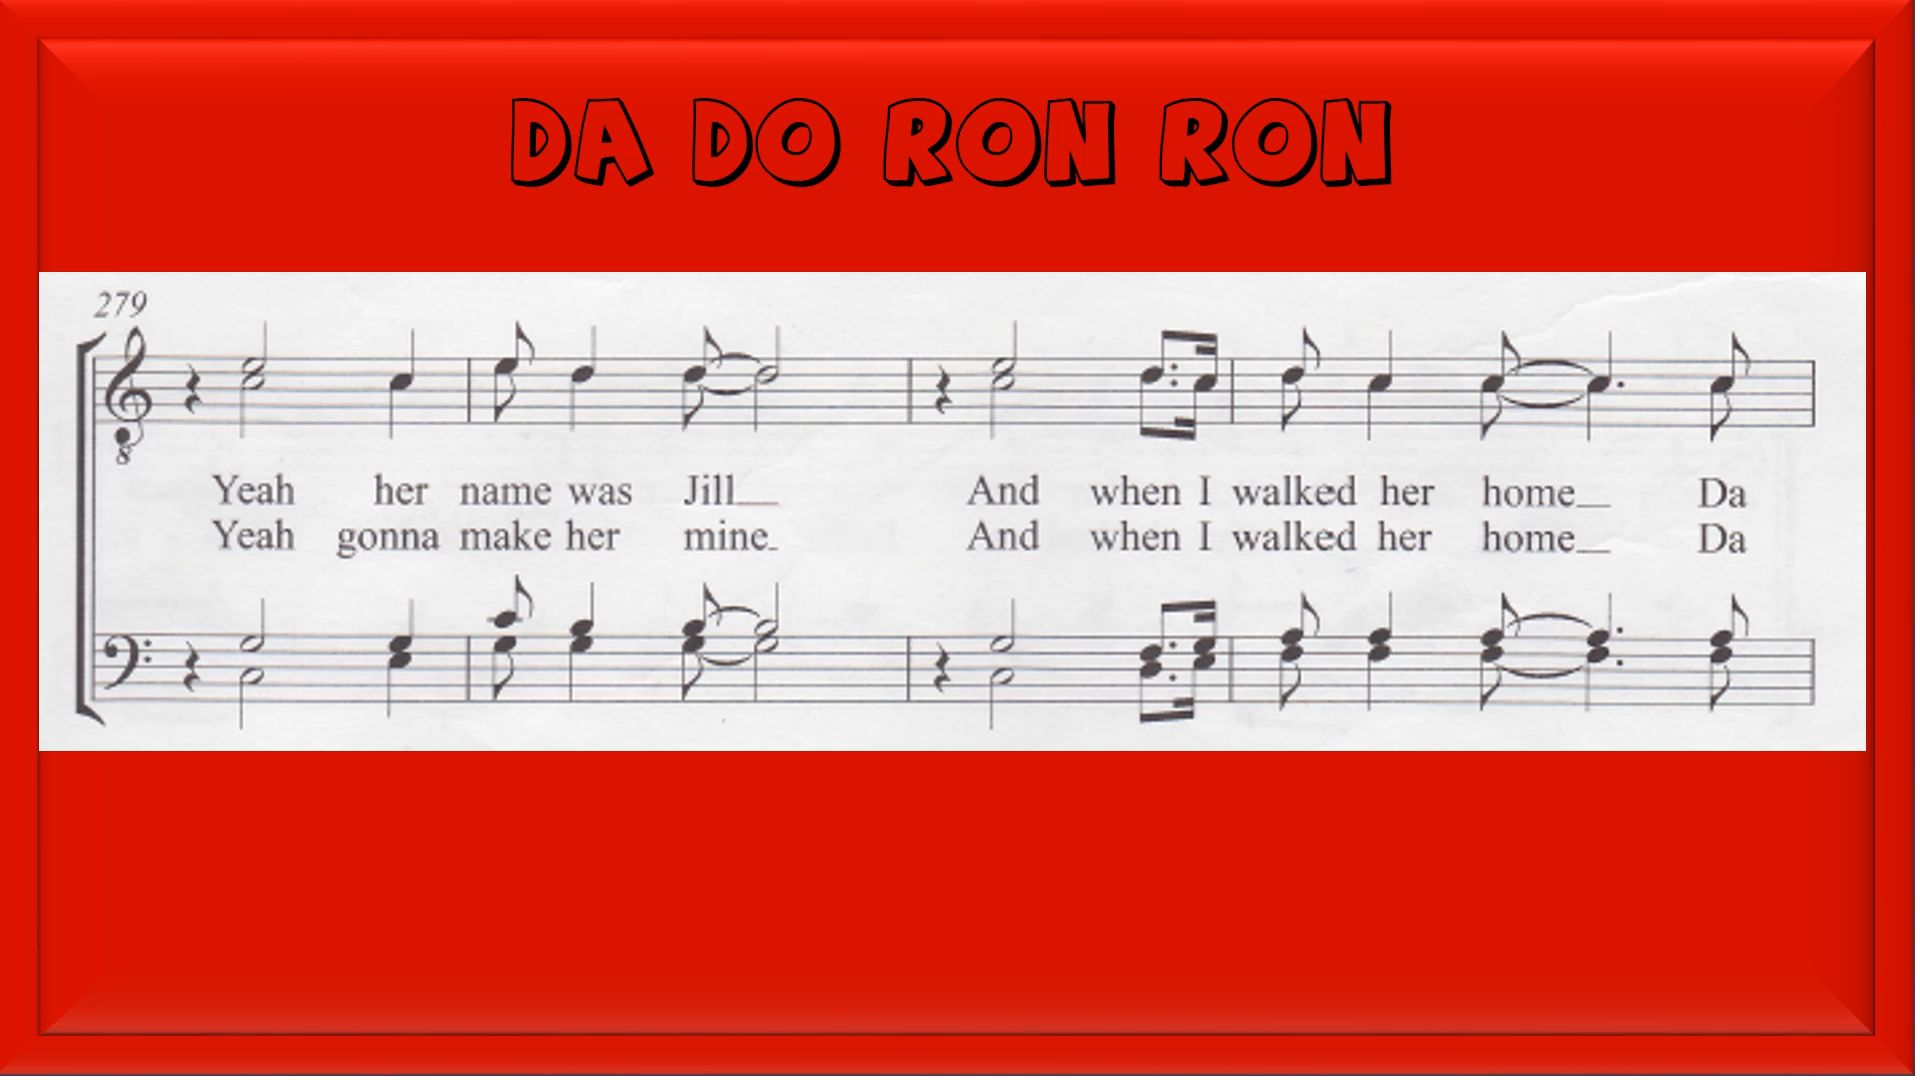 DA DO RON RON
279
8
Yeah her name was Jill And when I walked her home Da
Yeah gonna make her mine And when I walked her home Da